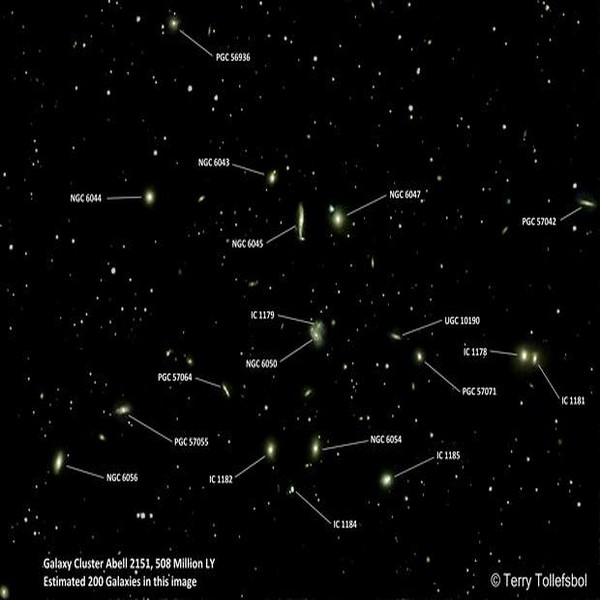 PGC 56936
NGC 6043
NGC 6044
NGC 6047
PGC 57042
NGC 6045
IC 1179
UGC 10190
NGC 6050
IC 1178
PGC 57064
PGC 57071
IC 1181
PGC 57055
NGC 6054
IC 1185
NGC 6056
IC 1182
IC 1184
Galaxy Cluster Abell 2151, 508 Million LY
Estimated 200 Galaxies in this image
© Terry Tollefsbol